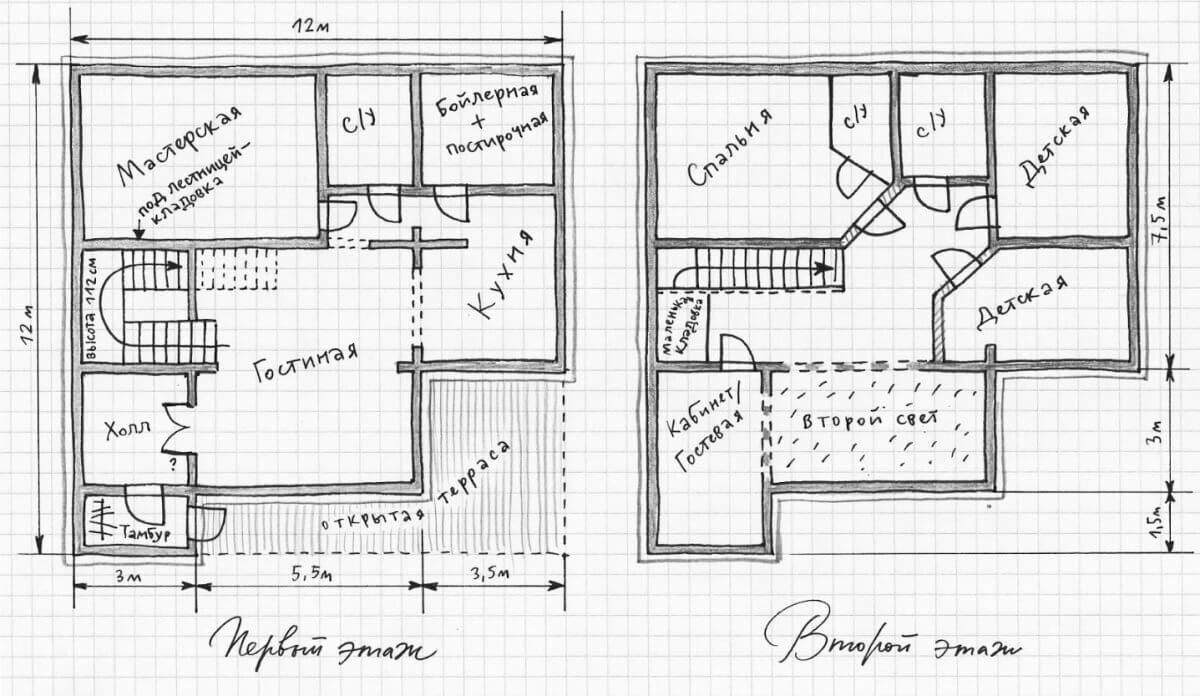 12м
Мастерская
под лестницей-
кладовка
с/у
Бойлерная
+
постирочная
12м
высота 112см
Гостиная
Кухня
Холл
?
Тамбур
открытая терраса
3м
5,5м
3,5м
Первый этаж
Спальня
с/у
с/у
Детская
7,5м
Маленькая
кладовка
Детская
Кабинет/
Гостевая
второй свет
3м
1,5м
Второй этаж